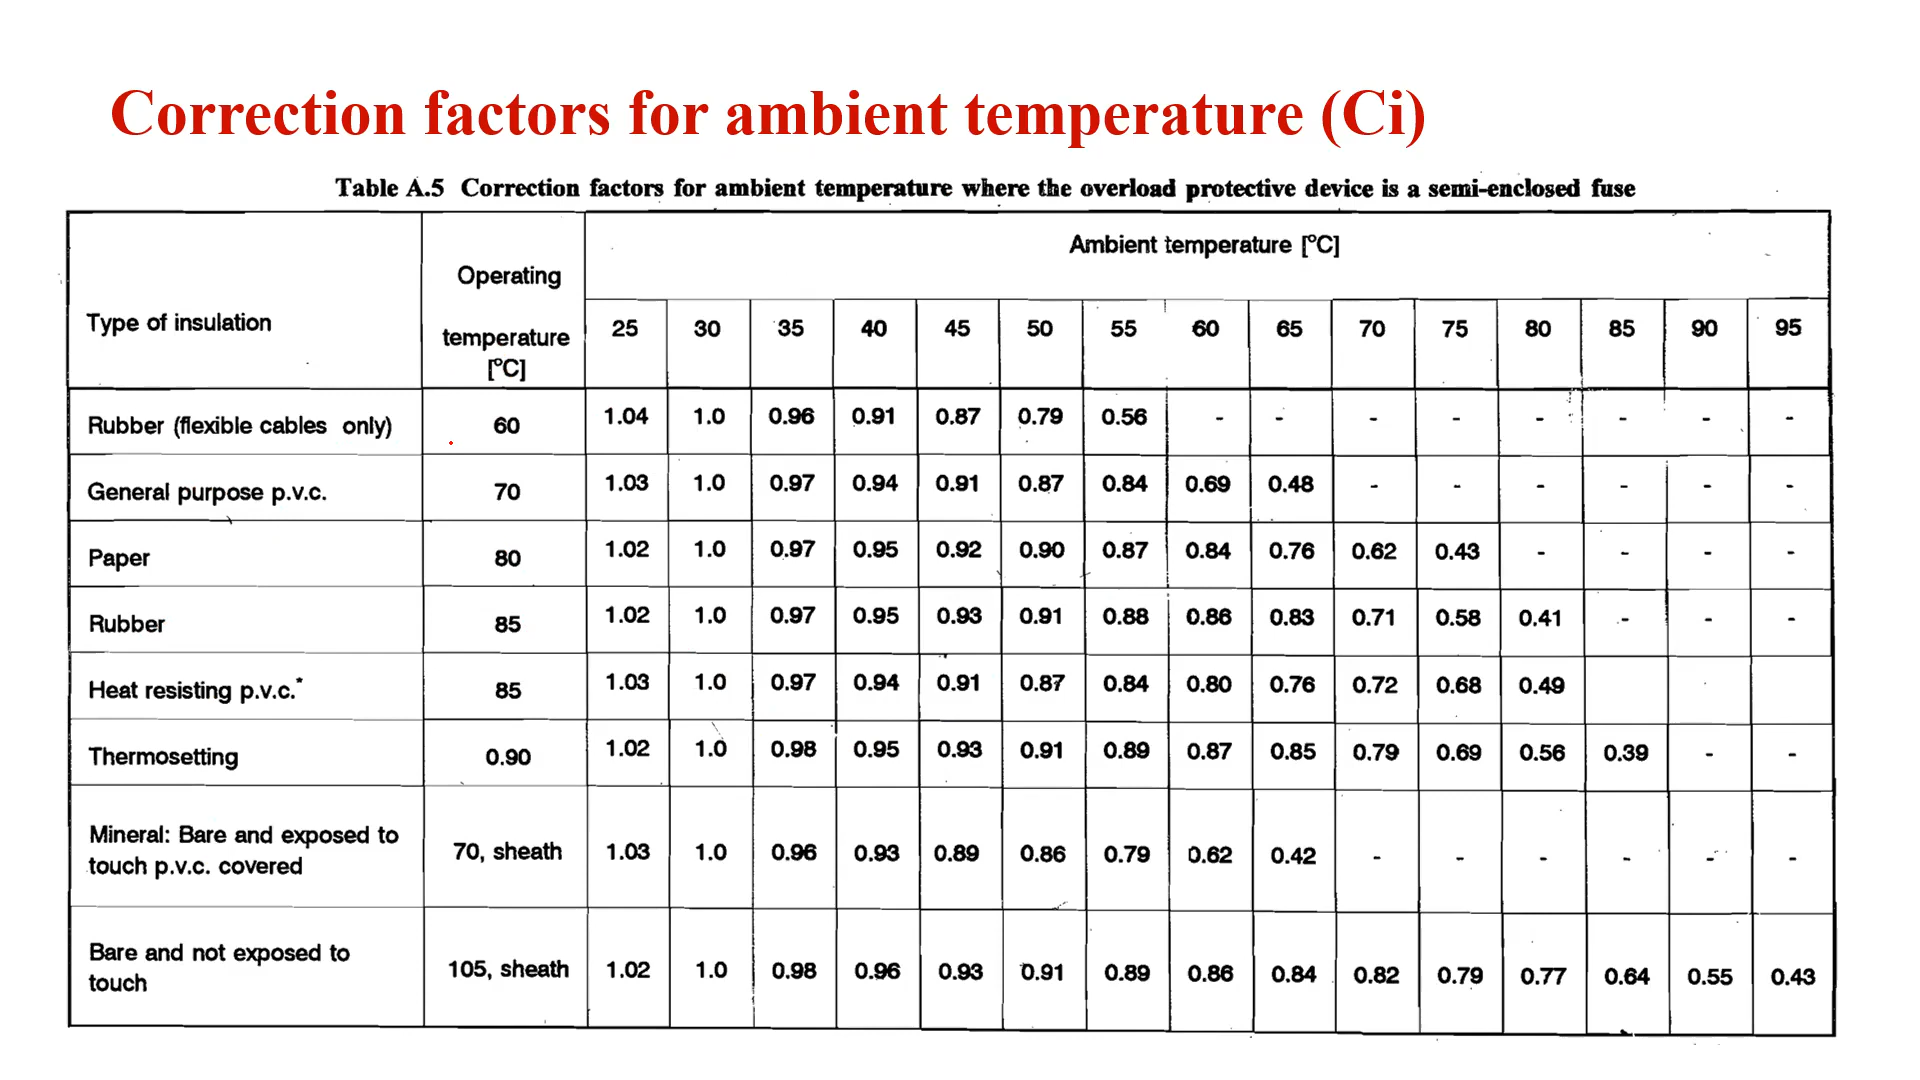 Correction factors for ambient temperature (Ci)
Table A.5 Correction factors for ambient temperature where the overload protective device is a semi-enclosed fuse
Type of insulation
Operating
temperature
[°C]
Ambient temperature [°C]
25 30 35 40 45 50 55 60 65 70 75 80 85 90 95
Rubber (flexible cables only) 60 1.04 1.0 0.96 0.91 0.87 0.79 0.56 - - - - - - - -
General purpose p.v.c. 70 1.03 1.0 0.97 0.94 0.91 0.87 0.84 0.69 0.48 - - - - - -
Paper 80 1.02 1.0 0.97 0.95 0.92 0.90 0.87 0.84 0.76 0.62 0.43 - - - -
Rubber 85 1.02 1.0 0.97 0.95 0.93 0.91 0.88 0.86 0.83 0.71 0.58 0.41 - - -
Heat resisting p.v.c.* 85 1.03 1.0 0.97 0.94 0.91 0.87 0.84 0.80 0.76 0.72 0.68 0.49
Thermosetting 0.90 1.02 1.0 0.98 0.95 0.93 0.91 0.89 0.87 0.85 0.79 0.69 0.56 0.39 - -
Mineral: Bare and exposed to
touch p.v.c. covered
70, sheath 1.03 1.0 0.96 0.93 0.89 0.86 0.79 0.62 0.42 - - - - - -
Bare and not exposed to
touch
105, sheath 1.02 1.0 0.98 0.96 0.93 0.91 0.89 0.86 0.84 0.82 0.79 0.77 0.64 0.55 0.43